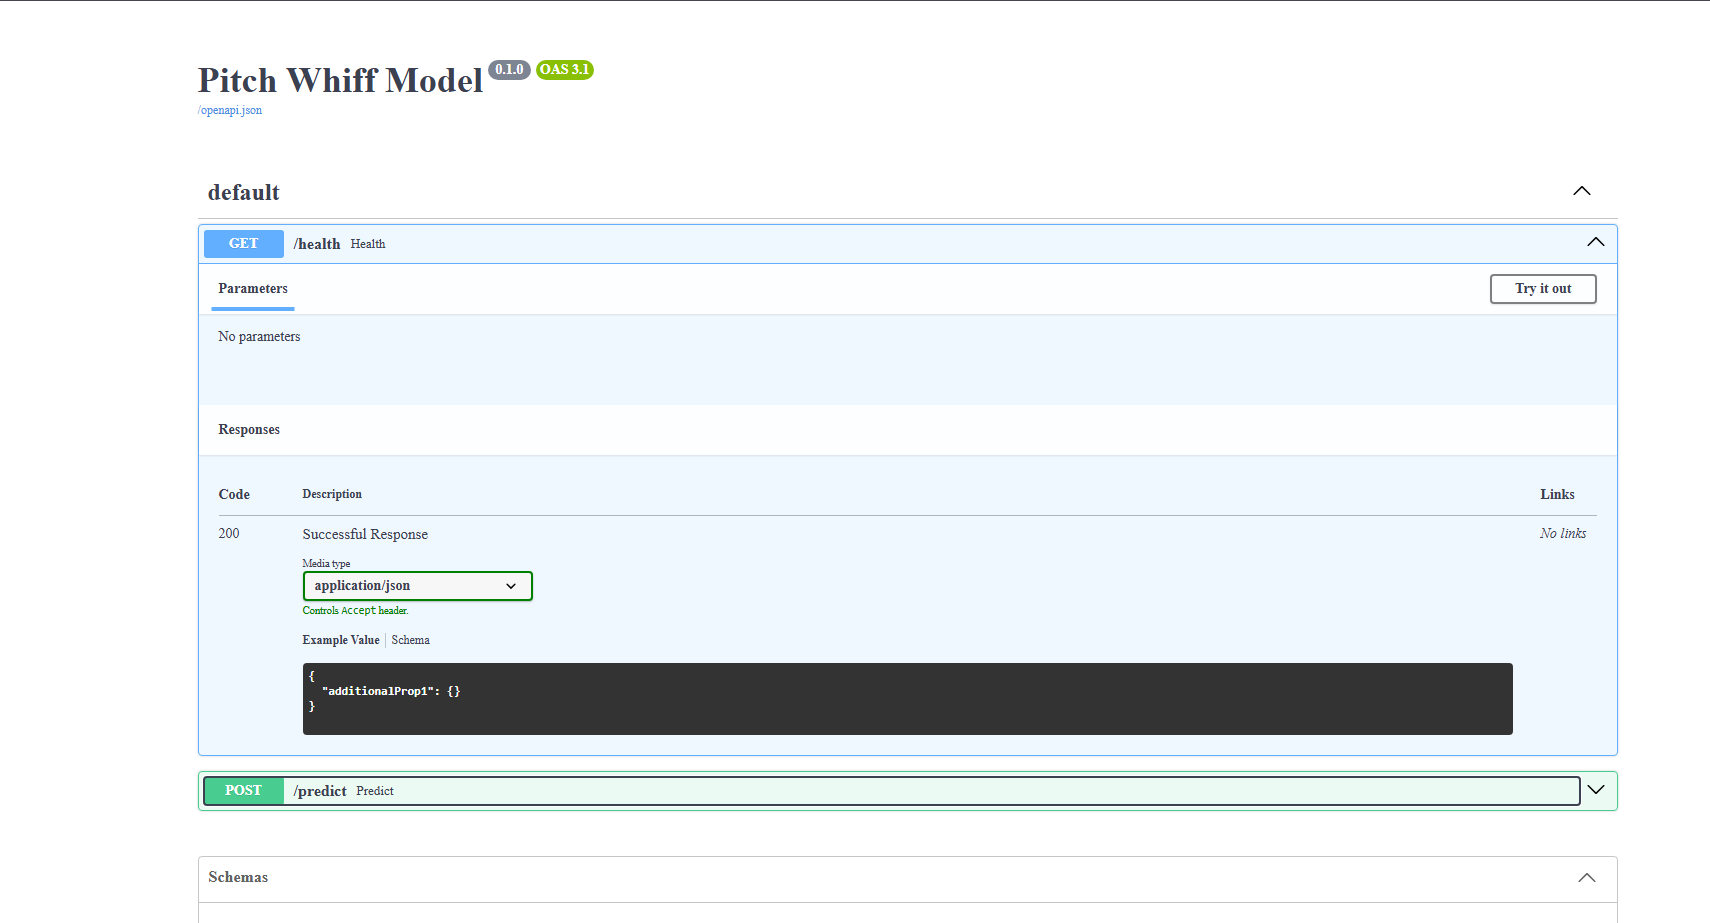 Pitch Whiff Model 0.1.0 OAS 3.1
/openapi.json
default
GET /health Health
Parameters Try it out
No parameters
Responses
Code Description Links
200 Successful Response No links
Media type
application/json
Controls Accept header.
Example Value Schema
{
"additionalProp1": {}
}
POST /predict Predict
Schemas